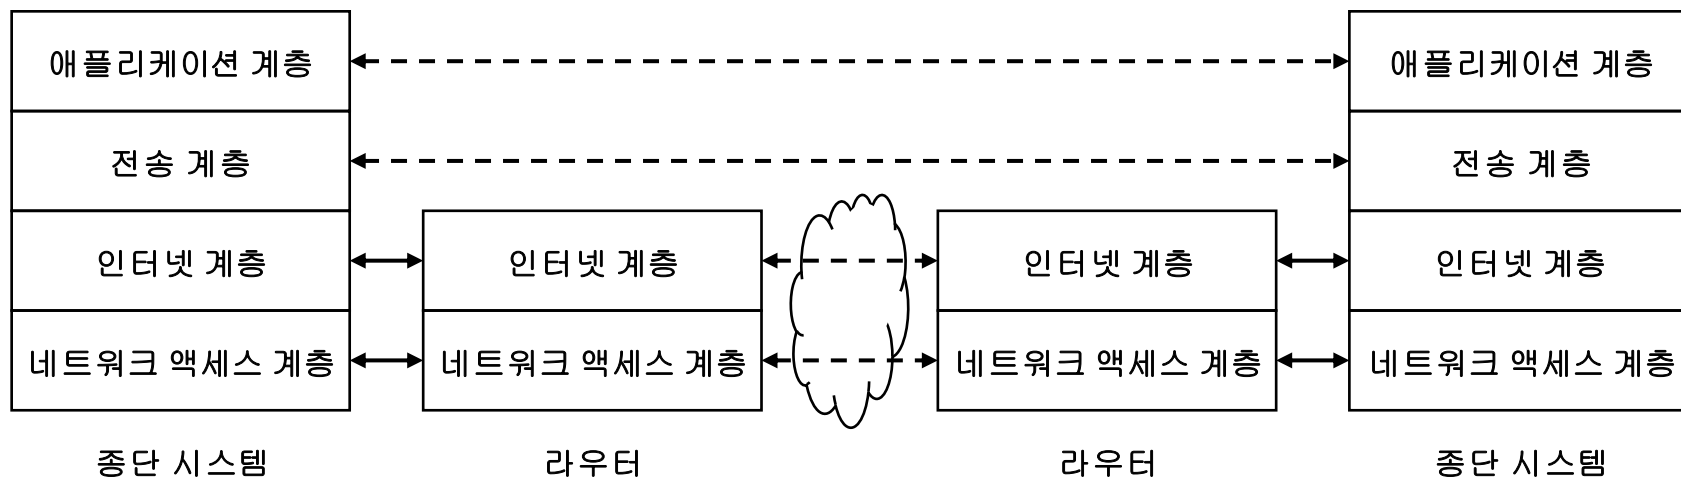 애플리케이션 계층
애플리케이션 계층
전송 계층
전송 계층
인터넷 계층
인터넷 계층
인터넷 계층
인터넷 계층
네트워크 액세스 계층
네트워크 액세스 계층
네트워크 액세스 계층
네트워크 액세스 계층
종단 시스템
라우터
라우터
종단 시스템